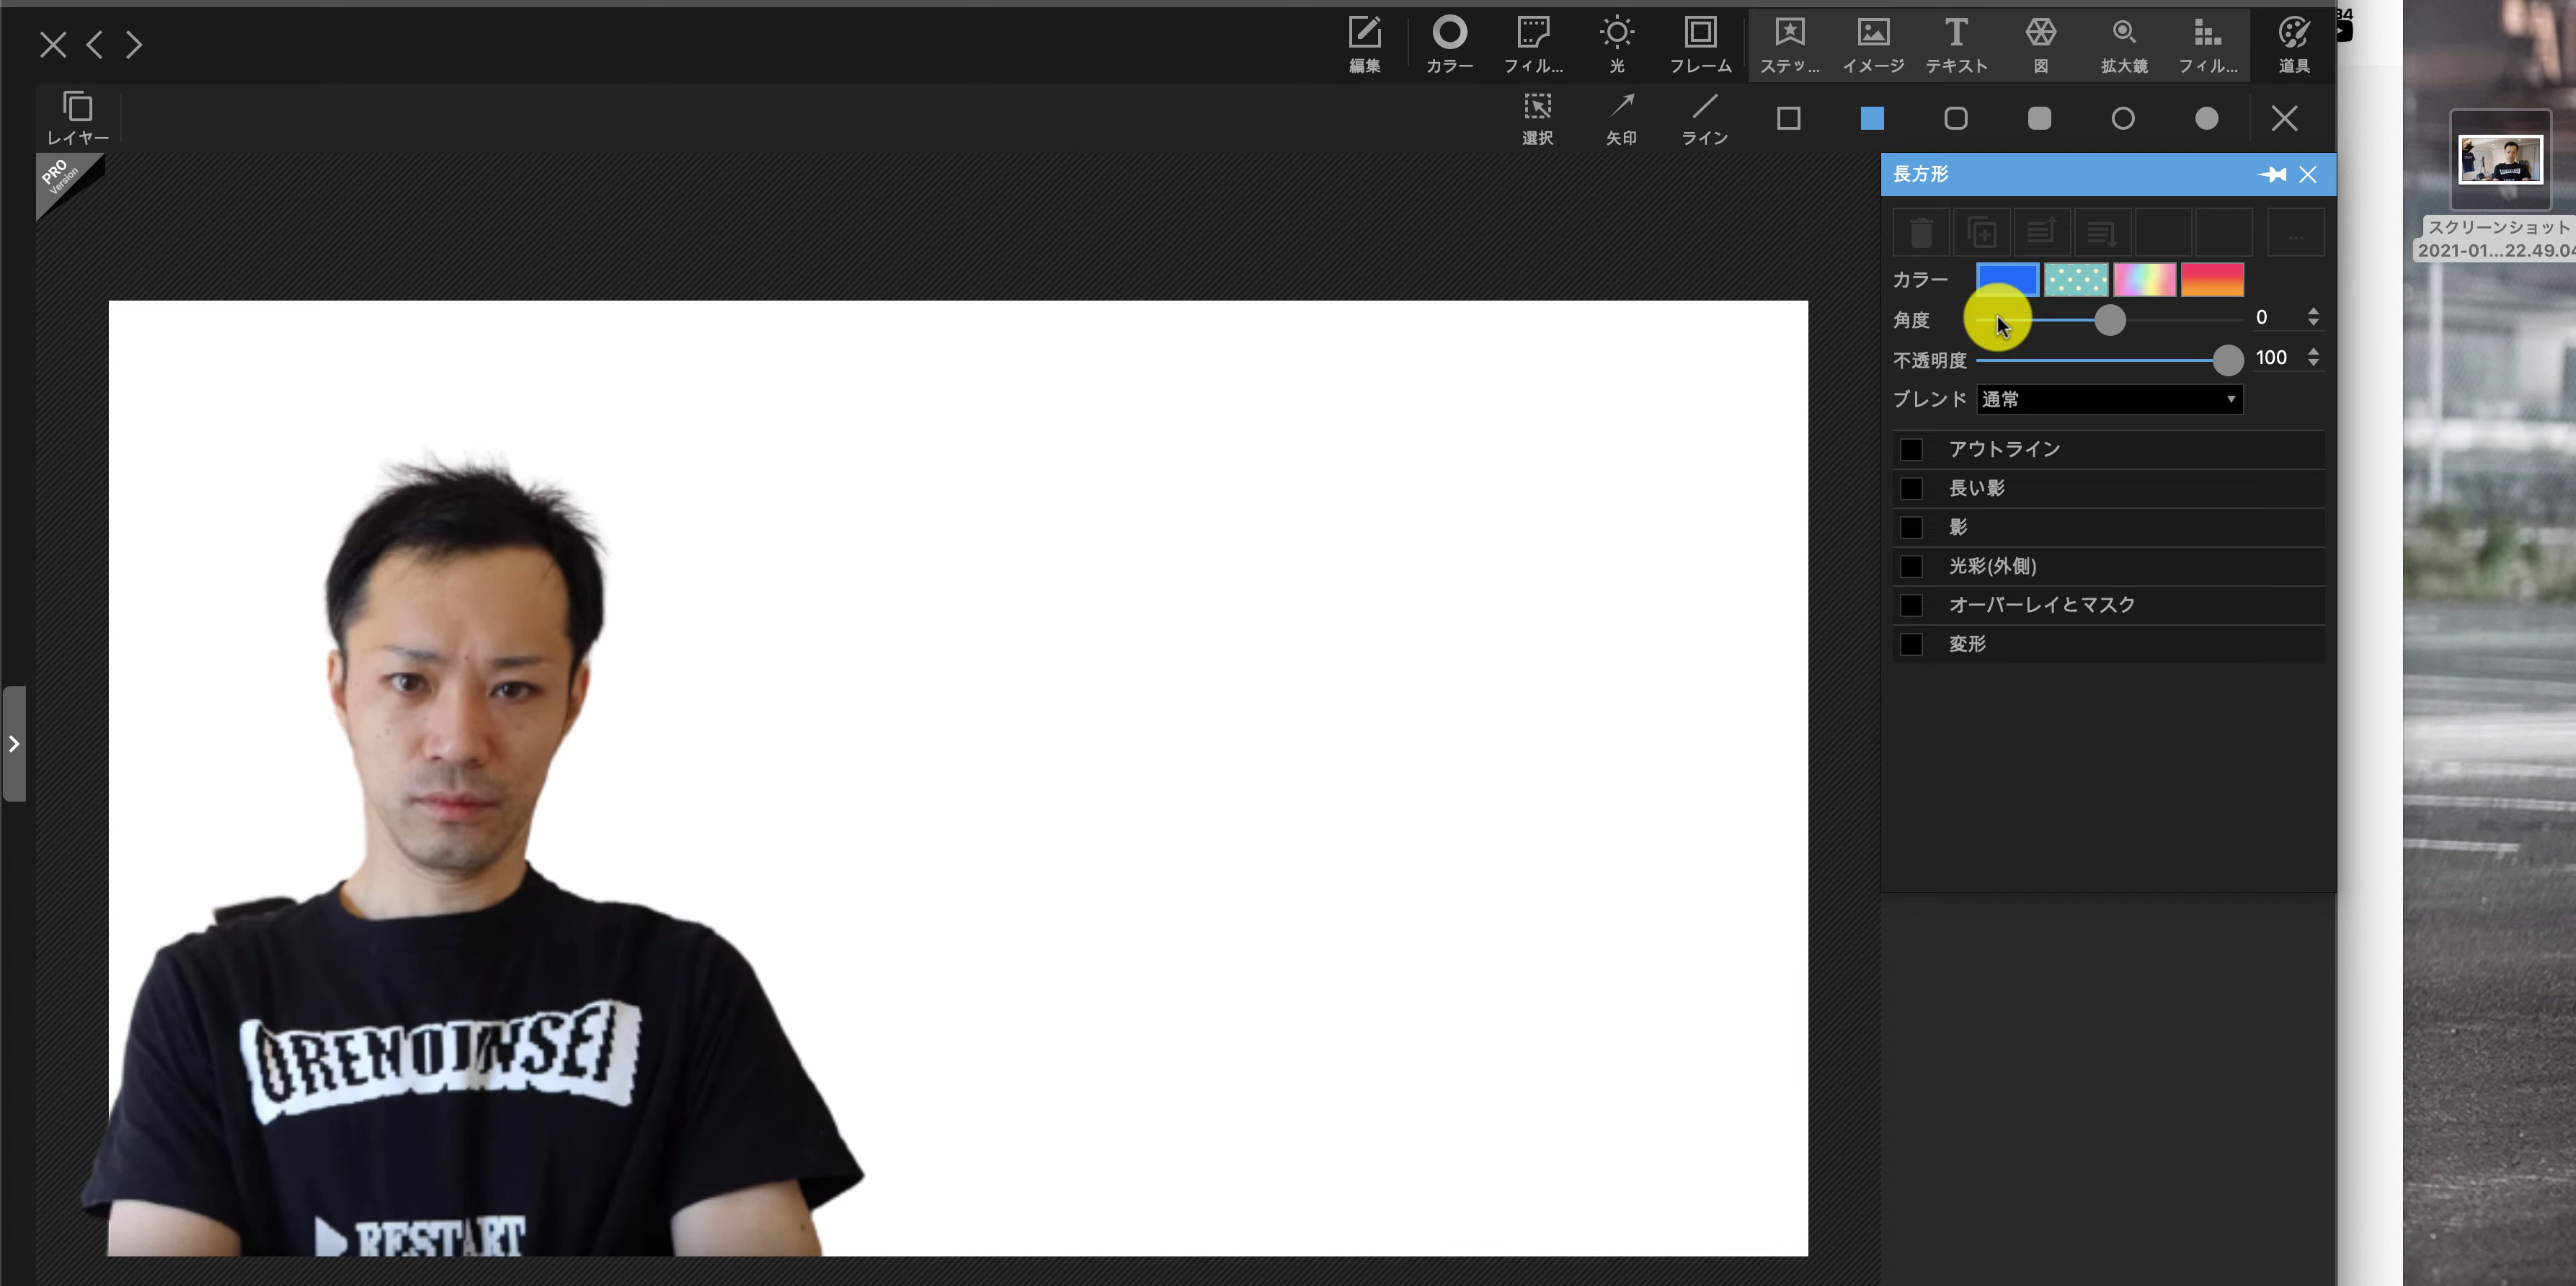 編集
カラー
フィル...
光
フレーム
ステッ...
イメージ
テキスト
図
拡大鏡
フィル...
道具
レイヤー
選択
矢印
ライン
PRO
Version
長方形
...
カラー
角度
0
不透明度
100
ブレンド
通常
アウトライン
長い影
影
光彩(外側)
オーバーレイとマスク
変形
スクリーンショット
2021-01...22.49.04
ORENOJINSEI
RESTART